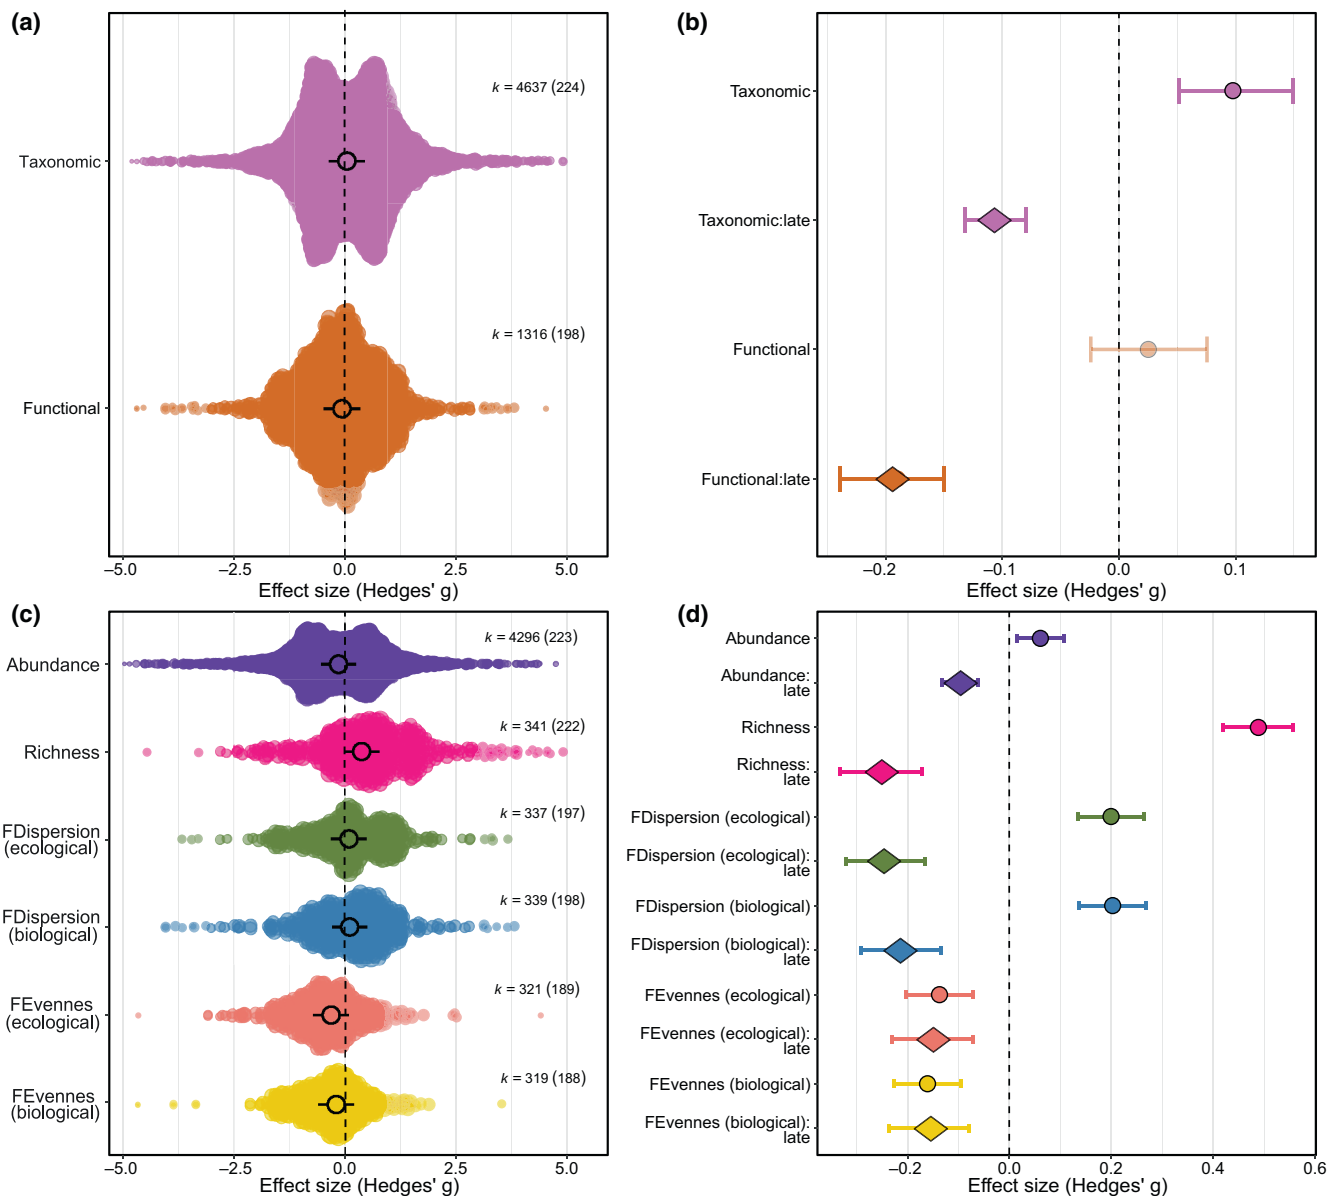 (a)
k = 4637 (224)
Taxonomic
k = 1316 (198)
Functional
–5.0 –2.5 0.0 2.5 5.0
Effect size (Hedges' g)
(b)
Taxonomic
Taxonomic:late
Functional
Functional:late
–0.2 –0.1 0.0 0.1
Effect size (Hedges' g)
(c)
k = 4296 (223)
Abundance
k = 341 (222)
Richness
k = 337 (197)
FDispersion
(ecological)
k = 339 (198)
FDispersion
(biological)
k = 321 (189)
FEvennes
(ecological)
k = 319 (188)
FEvennes
(biological)
–5.0 –2.5 0.0 2.5 5.0
Effect size (Hedges' g)
(d)
Abundance
Abundance:
late
Richness
Richness:
late
FDispersion (ecological)
FDispersion (ecological):
late
FDispersion (biological)
FDispersion (biological):
late
FEvennes (ecological)
FEvennes (ecological):
late
FEvennes (biological)
FEvennes (biological):
late
–0.2 0.0 0.2 0.4 0.6
Effect size (Hedges' g)